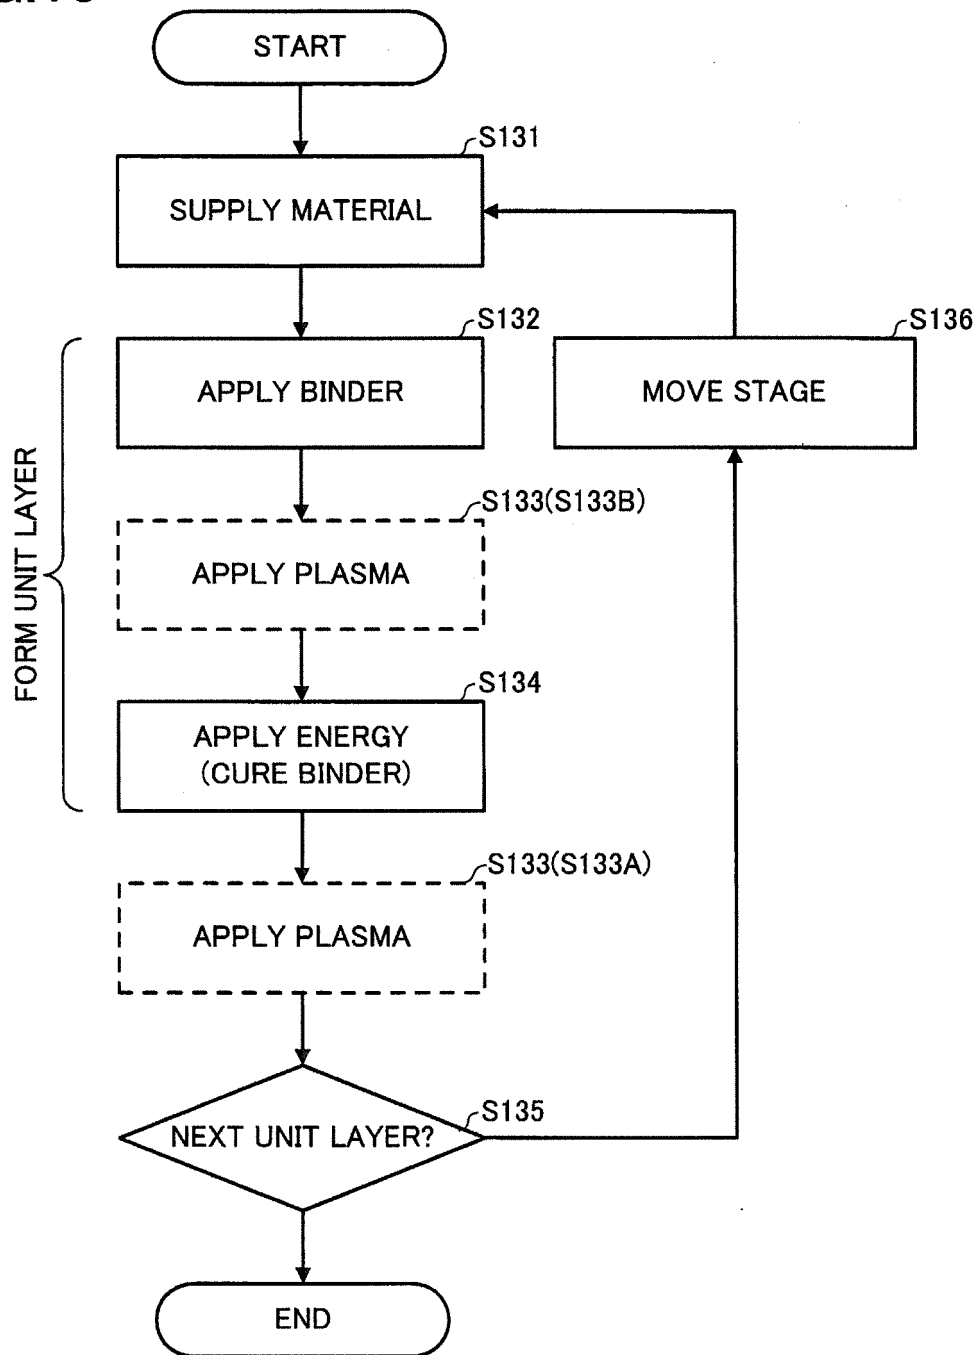 START
S131
SUPPLY MATERIAL
S132
APPLY BINDER
S136
MOVE STAGE
FORM UNIT LAYER
S133(S133B)
APPLY PLASMA
S134
APPLY ENERGY
(CURE BINDER)
S133(S133A)
APPLY PLASMA
S135
NEXT UNIT LAYER?
END